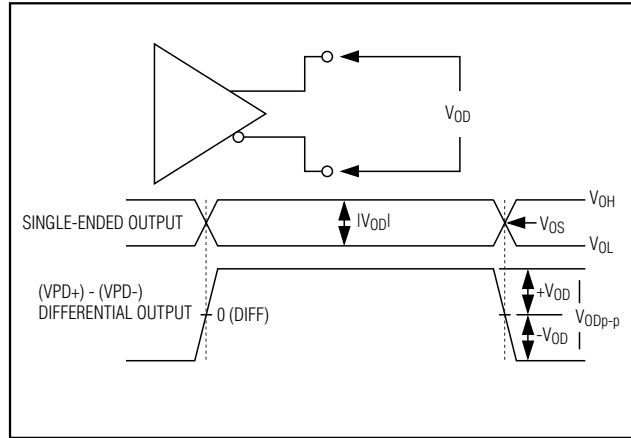 VOD
SINGLE-ENDED OUTPUT
|VOD|
VOH
VOS
VOL
(VPD+) - (VPD-)
DIFFERENTIAL OUTPUT
0 (DIFF)
+VOD
VODp-p
-VOD